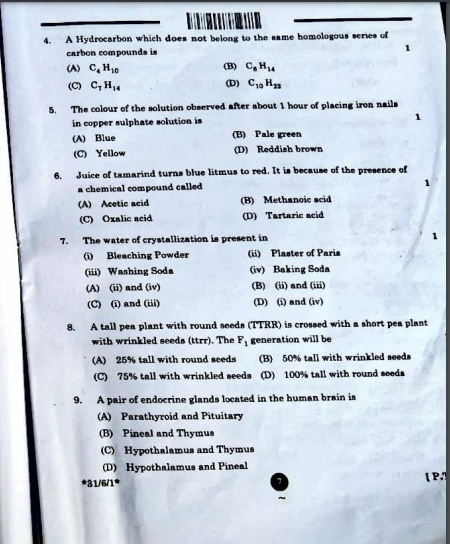 4. A Hydrocarbon which does not belong to the same homologous series of
carbon compounds is 1
(A) C₄ H₁₀ (B) C₆ H₁₄
(C) C₇ H₁₄ (D) C₁₀ H₂₂
5. The colour of the solution observed after about 1 hour of placing iron nails
in copper sulphate solution is 1
(A) Blue (B) Pale green
(C) Yellow (D) Reddish brown
6. Juice of tamarind turns blue litmus to red. It is because of the presence of
a chemical compound called 1
(A) Acetic acid (B) Methanoic acid
(C) Oxalic acid (D) Tartaric acid
7. The water of crystallization is present in 1
(i) Bleaching Powder (ii) Plaster of Paris
(iii) Washing Soda (iv) Baking Soda
(A) (ii) and (iv) (B) (ii) and (iii)
(C) (i) and (iii) (D) (i) and (iv)
8. A tall pea plant with round seeds (TTRR) is crossed with a short pea plant
with wrinkled seeds (ttrr). The F₁ generation will be
(A) 25% tall with round seeds (B) 50% tall with wrinkled seeds
(C) 75% tall with wrinkled seeds (D) 100% tall with round seeds
9. A pair of endocrine glands located in the human brain is
(A) Parathyroid and Pituitary
(B) Pineal and Thymus
(C) Hypothalamus and Thymus
(D) Hypothalamus and Pineal
*31/6/1* 7 [P.